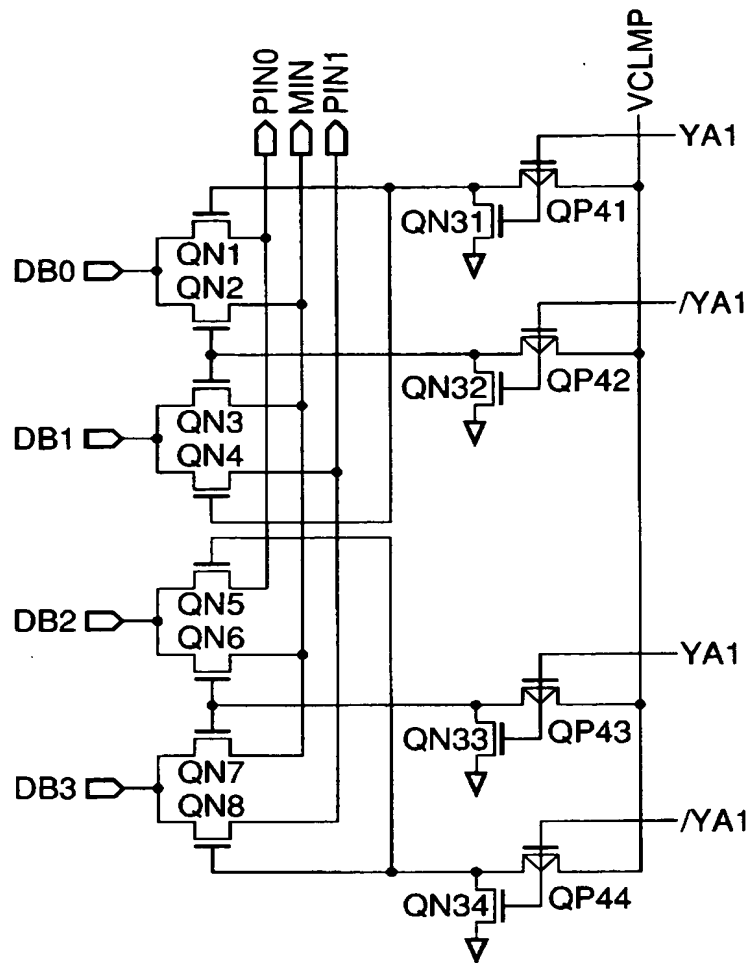 PIN0
MIN
PIN1
VCLMP
YA1
QN31
QP41
QN1
DB0
QN2
/YA1
QN32
QP42
QN3
DB1
QN4
QN5
DB2
QN6
YA1
QN33
QP43
QN7
DB3
QN8
/YA1
QN34
QP44